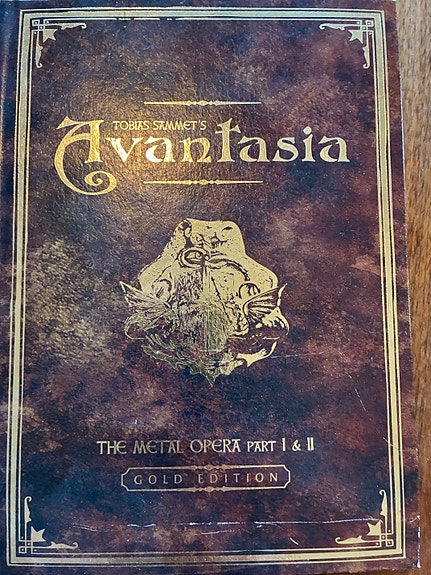 TOBIAS SAMMET'S
Avantasia
THE METAL OPERA PART I & II
GOLD EDITION